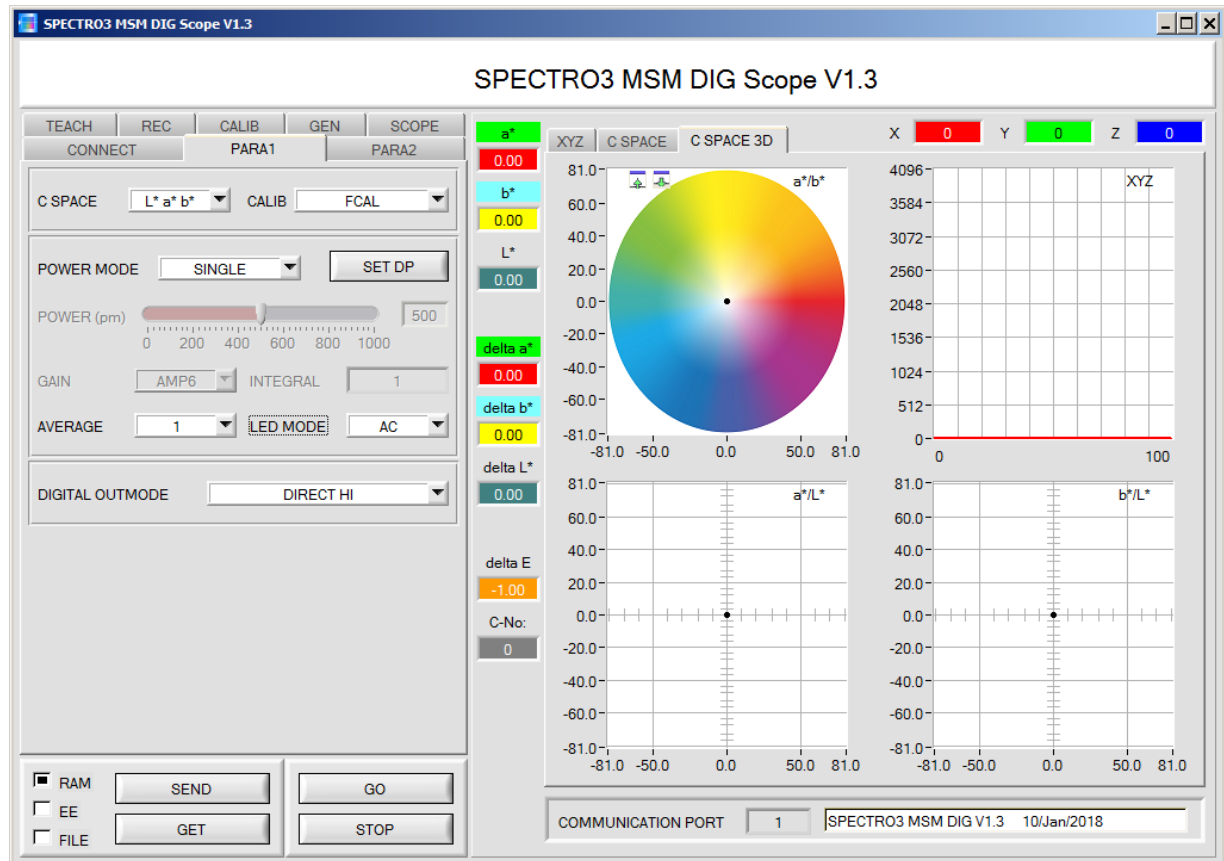 SPECTRO3 MSM DIG Scope V1.3
SPECTRO3 MSM DIG Scope V1.3
TEACH REC CALIB GEN SCOPE
CONNECT PARA1 PARA2
C SPACE L* a* b* CALIB FCAL
POWER MODE SINGLE SET DP
POWER (pm) 500
0 200 400 600 800 1000
GAIN AMP6 INTEGRAL 1
AVERAGE 1 LED MODE AC
DIGITAL OUTMODE DIRECT HI
RAM
EE
FILE
SEND
GET
GO
STOP
a*
0.00
b*
0.00
L*
0.00
delta a*
0.00
delta b*
0.00
delta L*
0.00
delta E
-1.00
C-No:
0
XYZ C SPACE C SPACE 3D
X 0 Y 0 Z 0
a*/b*
81.0
60.0
40.0
20.0
0.0
-20.0
-40.0
-60.0
-81.0
-81.0 -50.0 0.0 50.0 81.0
XYZ
4096
3584
3072
2560
2048
1536
1024
512
0
0 100
a*/L*
81.0
60.0
40.0
20.0
0.0
-20.0
-40.0
-60.0
-81.0
-81.0 -50.0 0.0 50.0 81.0
b*/L*
81.0
60.0
40.0
20.0
0.0
-20.0
-40.0
-60.0
-81.0
-81.0 -50.0 0.0 50.0 81.0
COMMUNICATION PORT 1 SPECTRO3 MSM DIG V1.3 10/Jan/2018